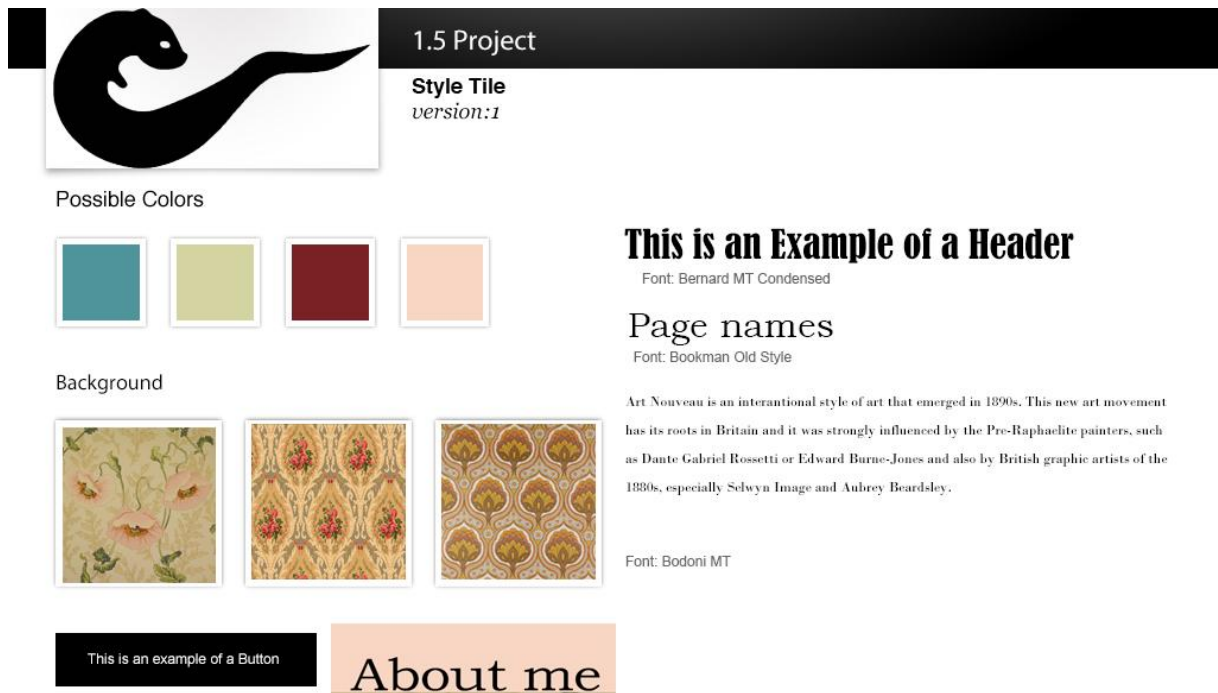 1.5 Project
Style Tile
version:1
Possible Colors
Background
This is an example of a Button
About me
This is an Example of a Header
Font: Bernard MT Condensed
Page names
Font: Bookman Old Style
Art Nouveau is an interantional style of art that emerged in 1890s. This new art movement
has its roots in Britain and it was strongly influenced by the Pre-Raphaelite painters, such
as Dante Gabriel Rossetti or Edward Burne-Jones and also by British graphic artists of the
1880s, especially Selwyn Image and Aubrey Beardsley.
Font: Bodoni MT